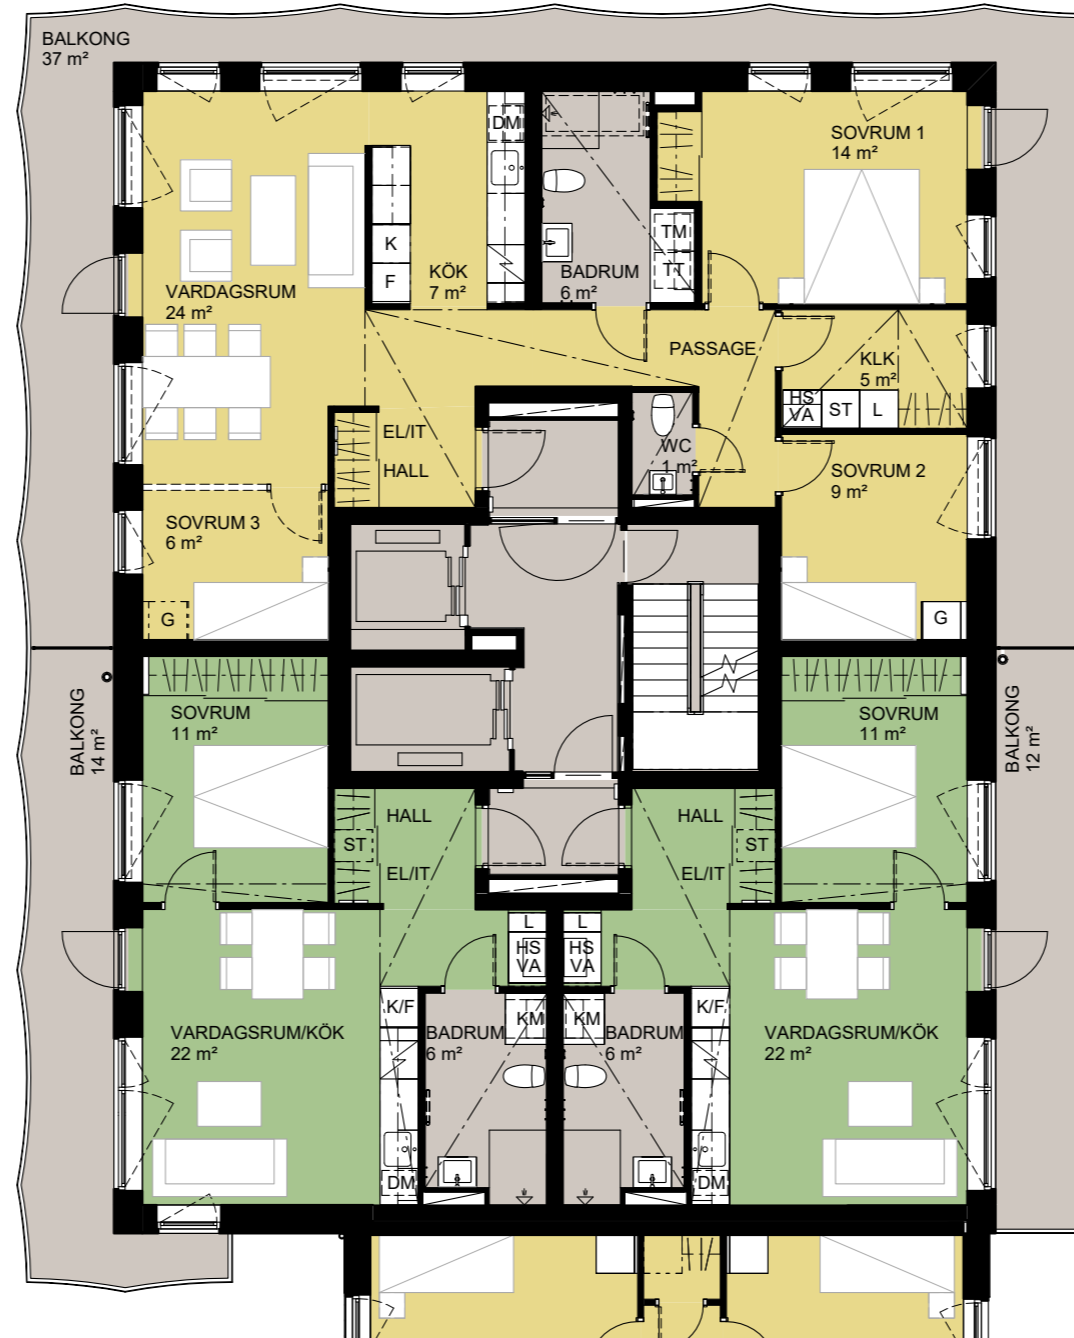 BALKONG
37 m²
DM
SOVRUM 1
14 m²
K
F
KÖK
7 m²
VARDAGSRUM
24 m²
TM
TT
BADRUM
6 m²
PASSAGE
KLK
5 m²
HS
VA
ST
L
EL/IT
HALL
WC
1 m²
SOVRUM 2
9 m²
SOVRUM 3
6 m²
G
G
BALKONG
14 m²
SOVRUM
11 m²
SOVRUM
11 m²
BALKONG
12 m²
HALL
ST
EL/IT
HALL
ST
EL/IT
L
HS
VA
L
HS
VA
K/F
KM
KM
K/F
VARDAGSRUM/KÖK
22 m²
BADRUM
6 m²
BADRUM
6 m²
VARDAGSRUM/KÖK
22 m²
DM
DM